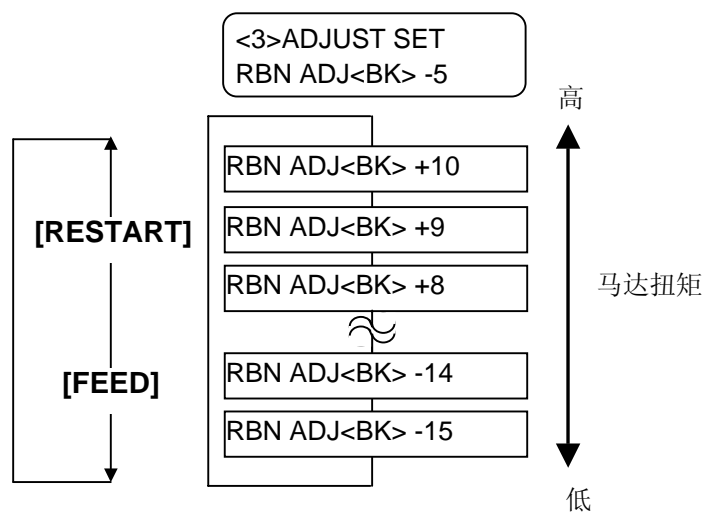 <3>ADJUST SET
RBN ADJ<BK> -5
高
RBN ADJ<BK> +10
[RESTART]
RBN ADJ<BK> +9
RBN ADJ<BK> +8
马达扭矩
[FEED]
RBN ADJ<BK> -14
RBN ADJ<BK> -15
低